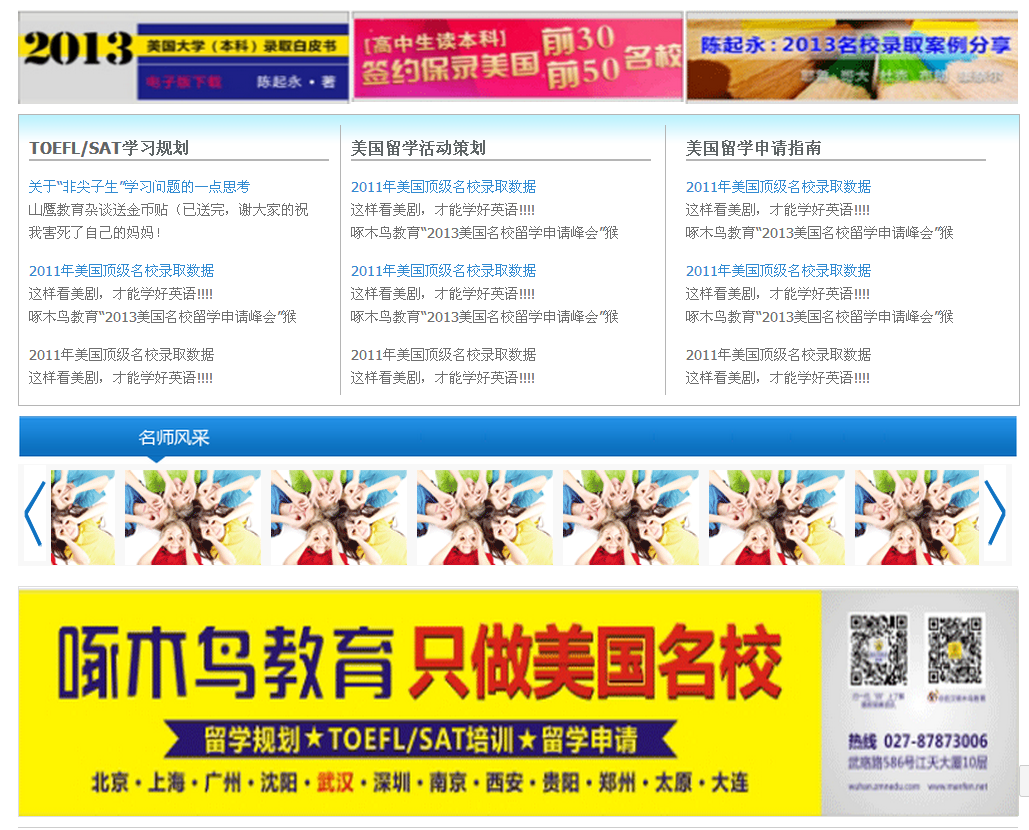 2013
美国大学（本科）录取白皮书
电子版下载 陈起永·著
[高中生读本科]
签约保录美国
前30
前50
名校
陈起永：2013名校录取案例分享
TOEFL/SAT学习规划
关于“非尖子生”学习问题的一点思考
山鹰教育杂谈送金币贴（已送完，谢大家的祝
我害死了自己的妈妈！
2011年美国顶级名校录取数据
这样看美剧，才能学好英语!!!!
啄木鸟教育“2013美国名校留学申请峰会”猴
2011年美国顶级名校录取数据
这样看美剧，才能学好英语!!!!
美国留学活动策划
2011年美国顶级名校录取数据
这样看美剧，才能学好英语!!!!
啄木鸟教育“2013美国名校留学申请峰会”猴
2011年美国顶级名校录取数据
这样看美剧，才能学好英语!!!!
啄木鸟教育“2013美国名校留学申请峰会”猴
2011年美国顶级名校录取数据
这样看美剧，才能学好英语!!!!
美国留学申请指南
2011年美国顶级名校录取数据
这样看美剧，才能学好英语!!!!
啄木鸟教育“2013美国名校留学申请峰会”猴
2011年美国顶级名校录取数据
这样看美剧，才能学好英语!!!!
啄木鸟教育“2013美国名校留学申请峰会”猴
2011年美国顶级名校录取数据
这样看美剧，才能学好英语!!!!
名师风采
啄木鸟教育 只做美国名校
留学规划★TOEFL/SAT培训★留学申请
北京·上海·广州·沈阳·武汉·深圳·南京·西安·贵阳·郑州·太原·大连
热线 027-87873006
武珞路586号江天大厦10层